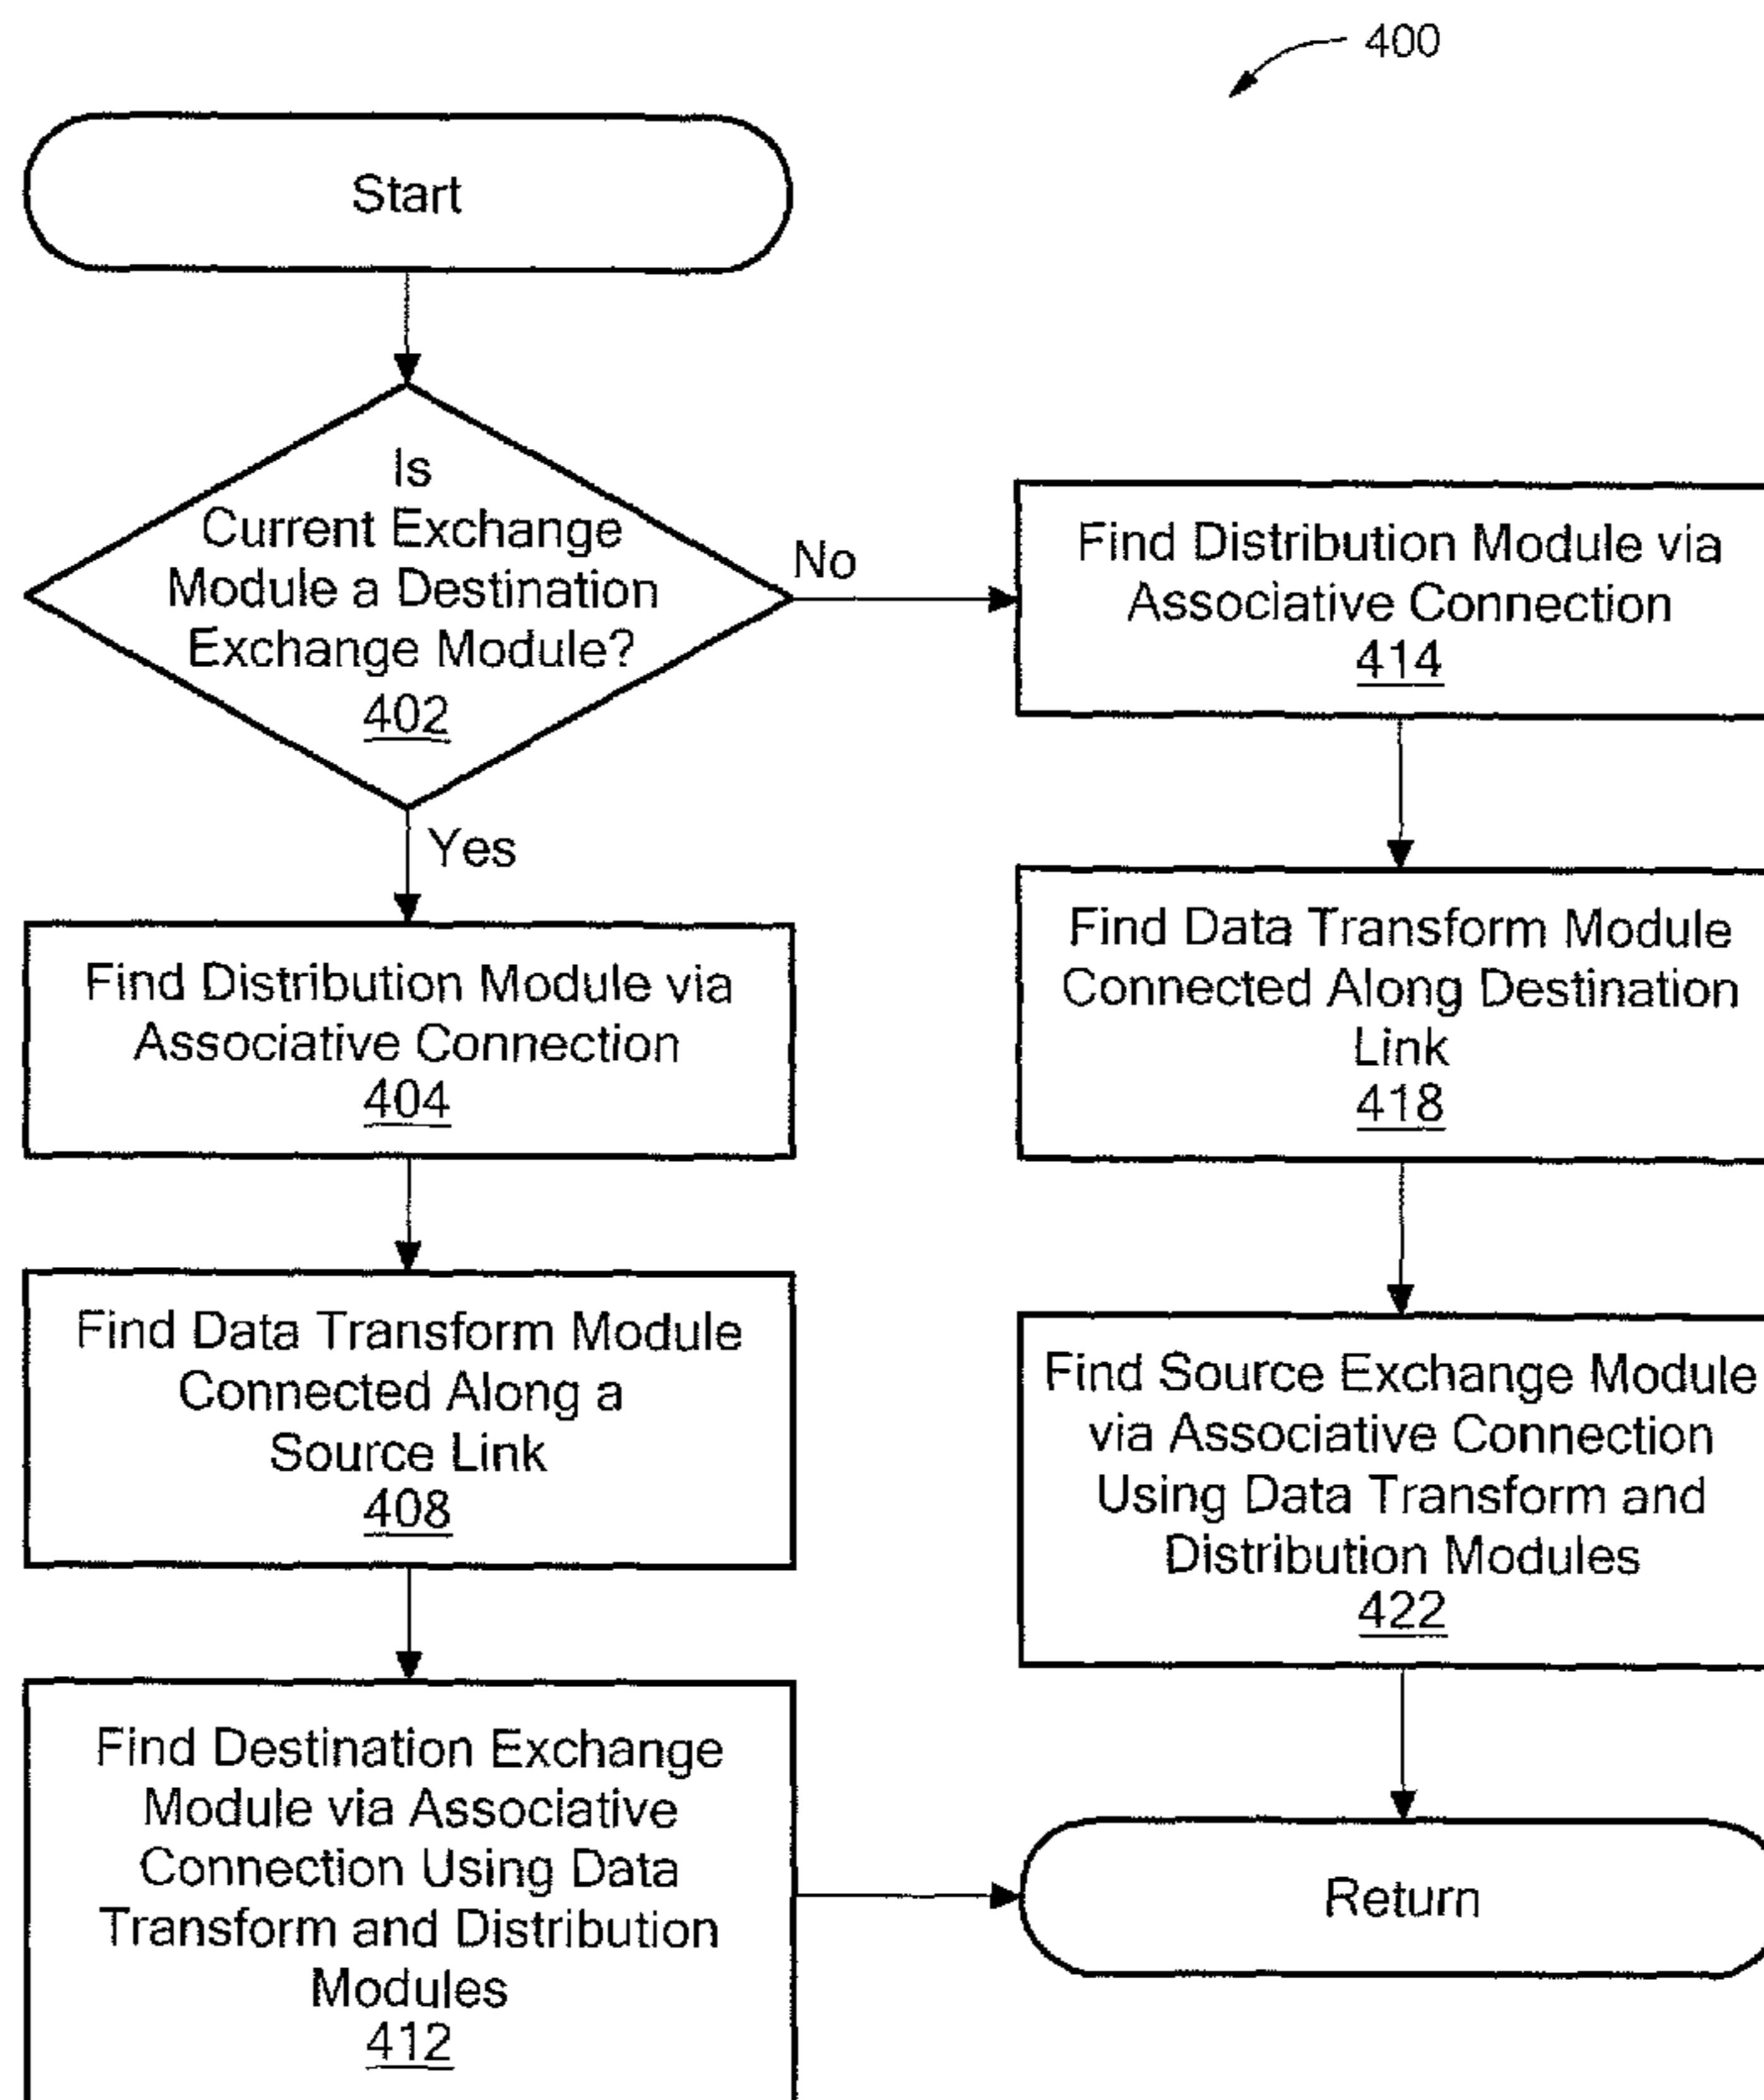 400
Start
Is
Current Exchange
Module a Destination
Exchange Module?
402
No
Yes
Find Distribution Module via
Associative Connection
404
Find Data Transform Module
Connected Along a
Source Link
408
Find Destination Exchange
Module via Associative
Connection Using Data
Transform and Distribution
Modules
412
Find Distribution Module via
Associative Connection
414
Find Data Transform Module
Connected Along Destination
Link
418
Find Source Exchange Module
via Associative Connection
Using Data Transform and
Distribution Modules
422
Return